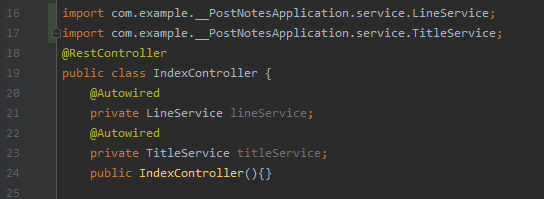 16 import com.example.__PostNotesApplication.service.LineService;
17 import com.example.__PostNotesApplication.service.TitleService;
18 @RestController
19 public class IndexController {
20 @Autowired
21 private LineService lineService;
22 @Autowired
23 private TitleService titleService;
24 public IndexController(){}
25